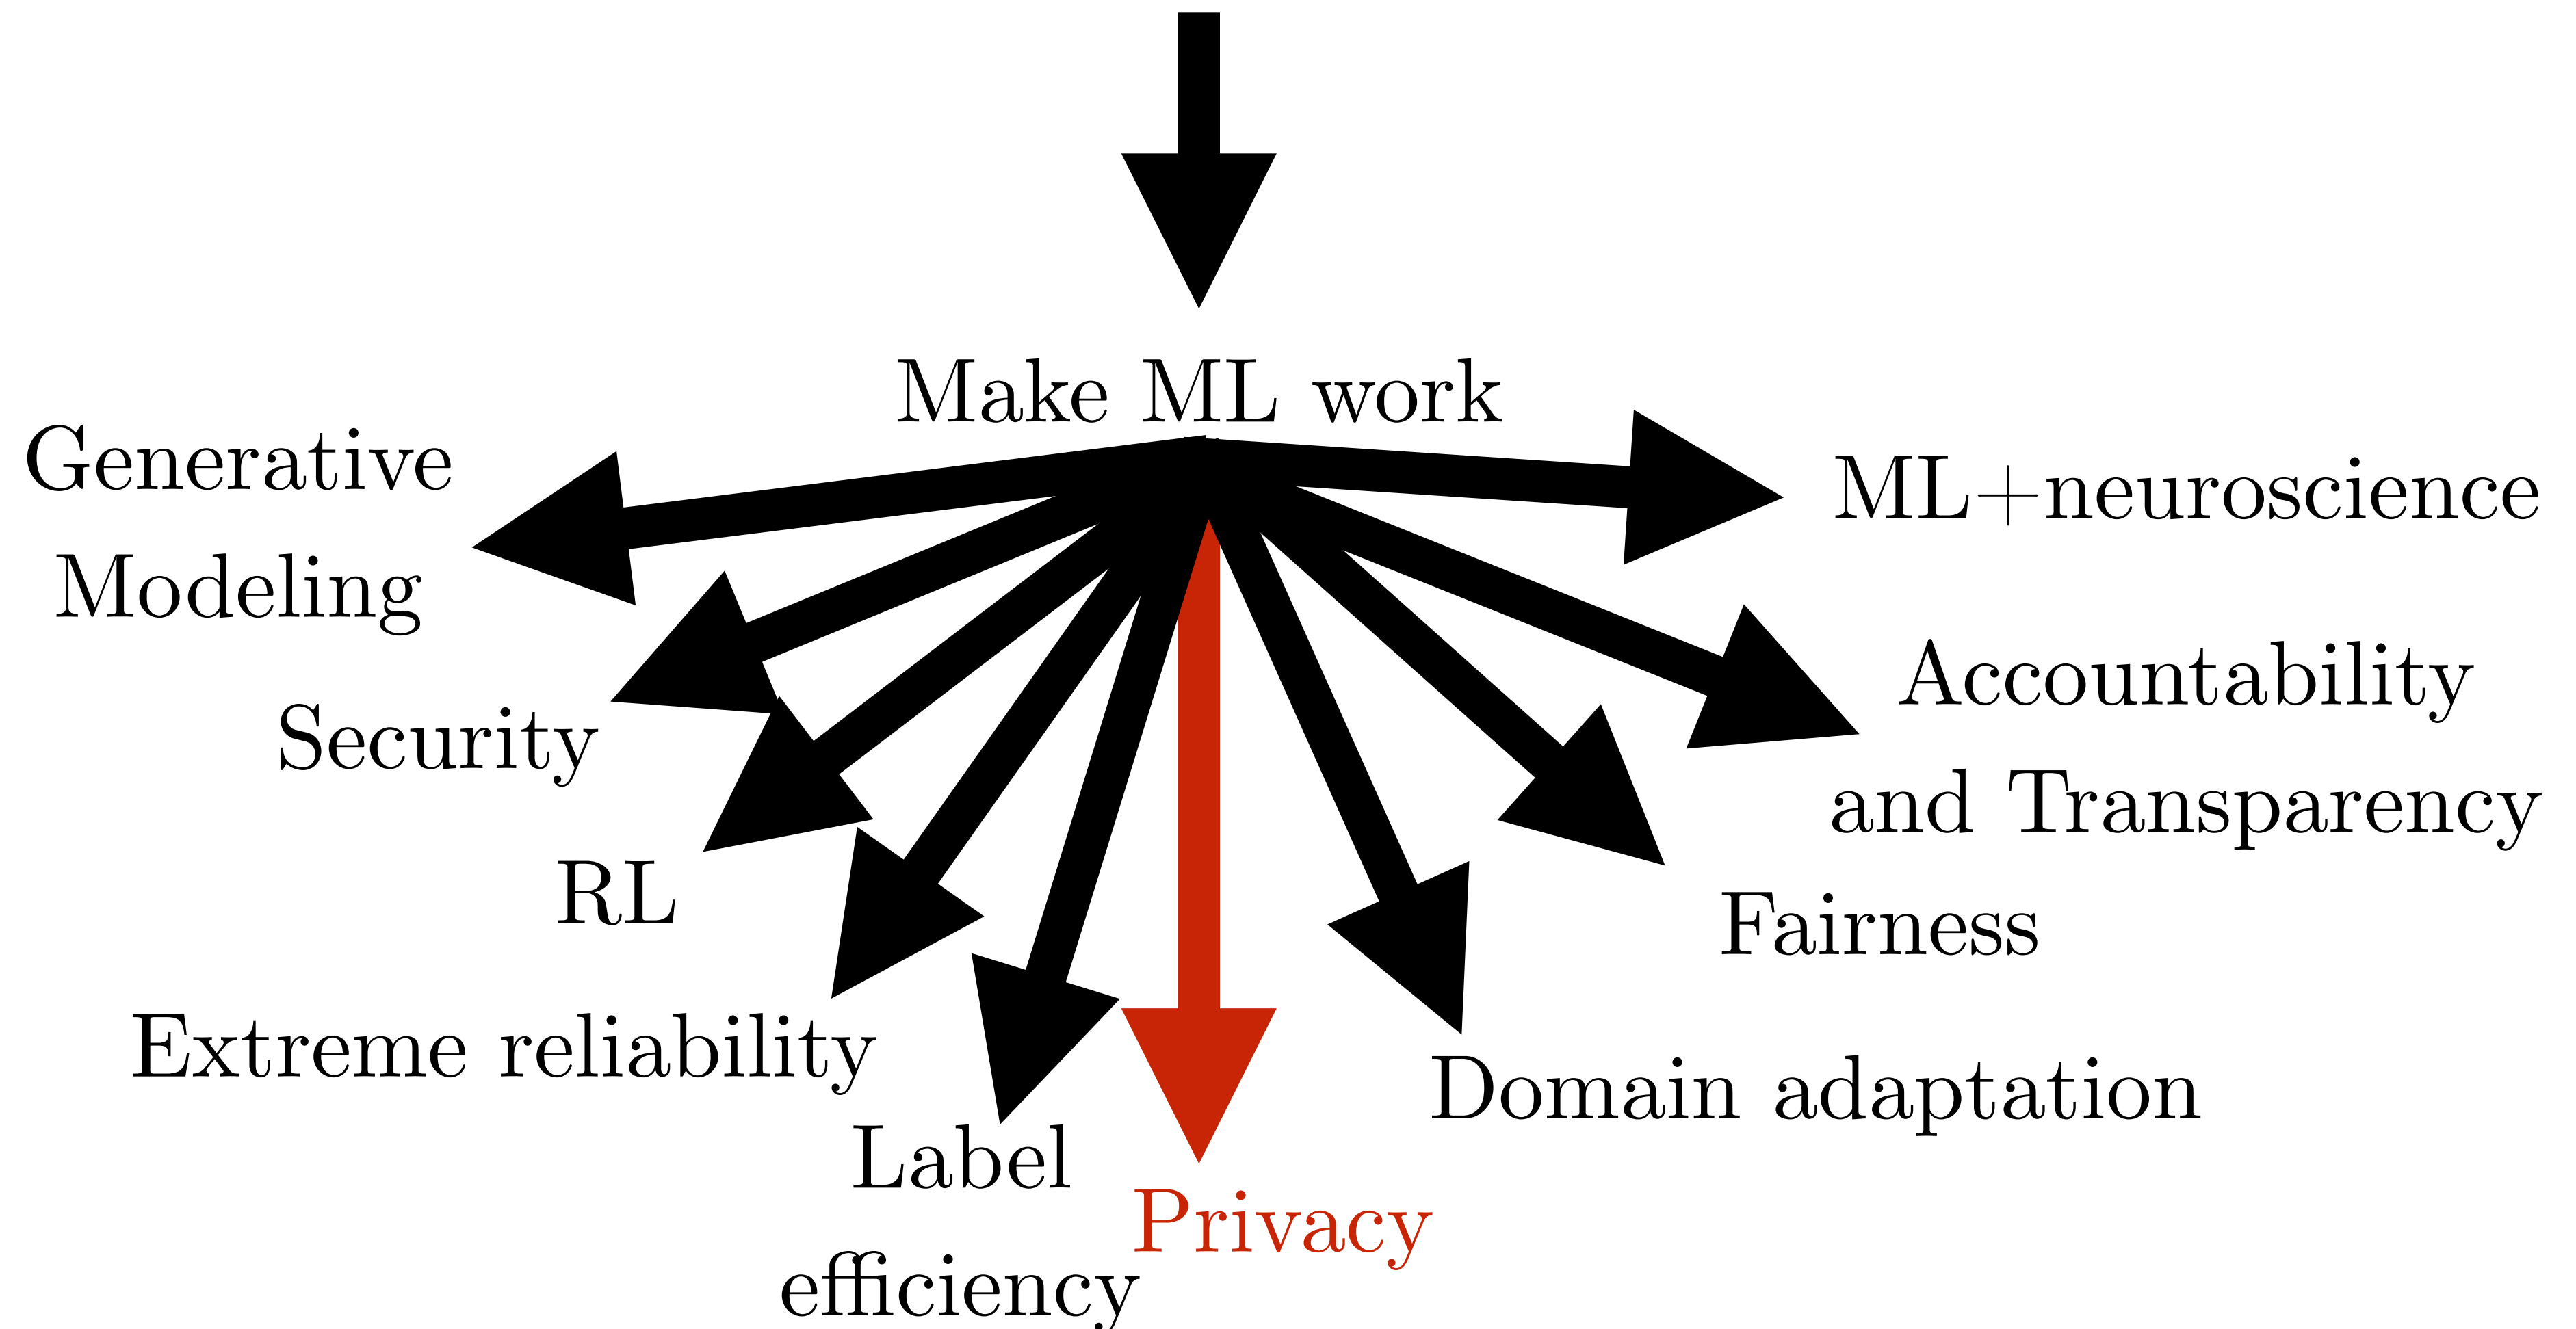 Make ML work
Generative
Modeling
Security
RL
Extreme reliability
Label
efficiency
Privacy
Domain adaptation
Fairness
Accountability
and Transparency
ML+neuroscience